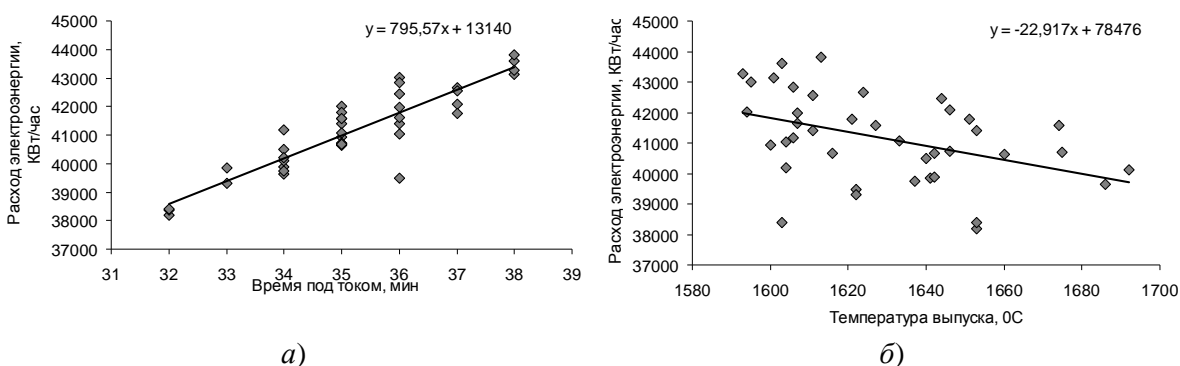 Расход электроэнергии,
КВт/час
45000
44000
43000
42000
41000
40000
39000
38000
37000
y = 795,57x + 13140
31 32 33 34 35 36 37 38 39
Время под током, мин
а)
Расход электроэнергии, КВт/час
45000
44000
43000
42000
41000
40000
39000
38000
37000
y = -22,917x + 78476
1580 1600 1620 1640 1660 1680 1700
Температура выпуска, 0С
б)